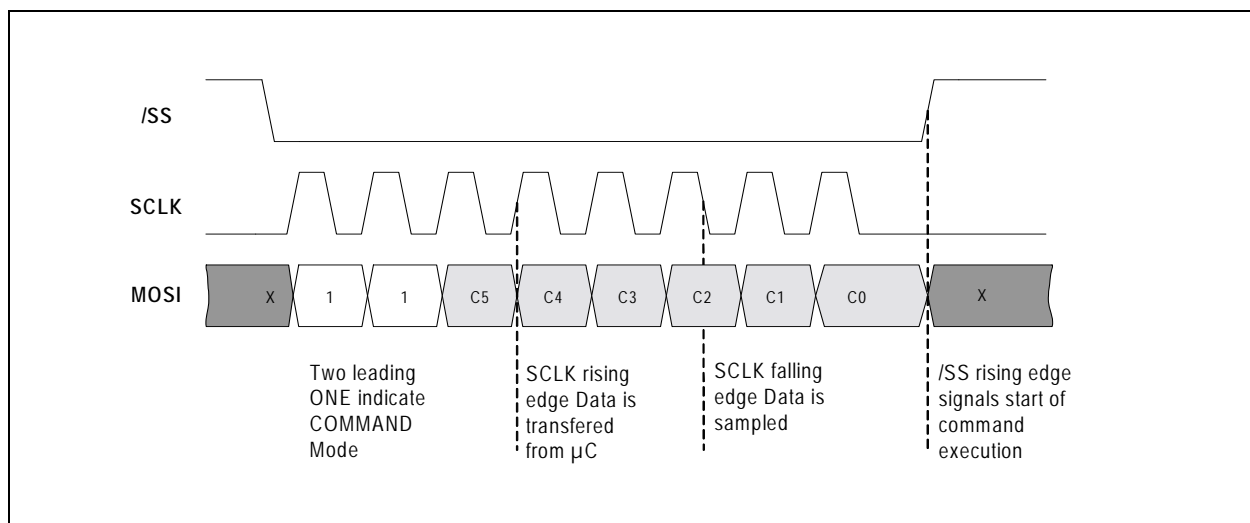 /SS
SCLK
MOSI
X
1
1
C5
C4
C3
C2
C1
C0
X
Two leading
ONE indicate
COMMAND
Mode
SCLK rising
edge Data is
transfered
from µC
SCLK falling
edge Data is
sampled
/SS rising edge
signals start of
command
execution